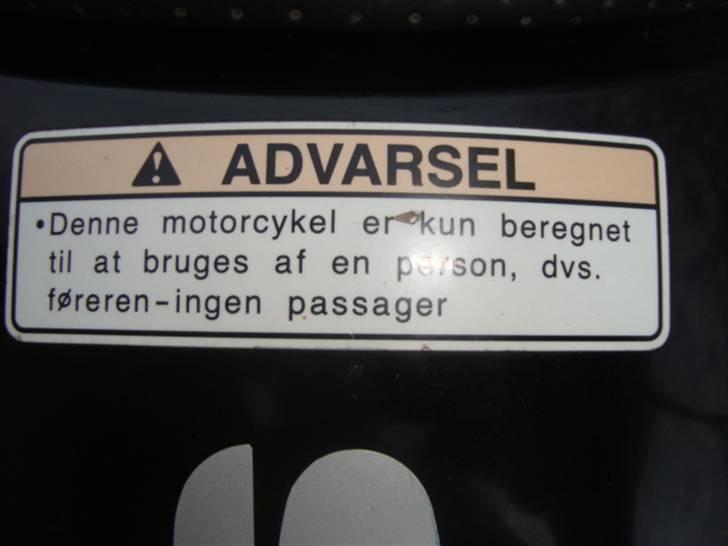 ADVARSEL
•Denne motorcykel er kun beregnet
til at bruges af en person, dvs.
føreren-ingen passager